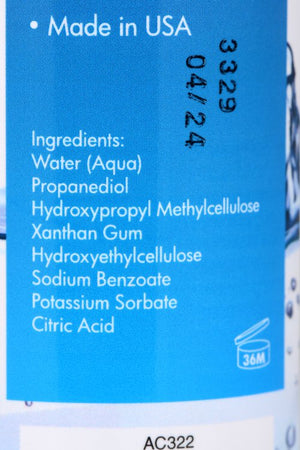 • Made in USA
3329
04/24
Ingredients:
Water (Aqua)
Propanediol
Hydroxypropyl Methylcellulose
Xanthan Gum
Hydroxyethylcellulose
Sodium Benzoate
Potassium Sorbate
Citric Acid
36M
AC322